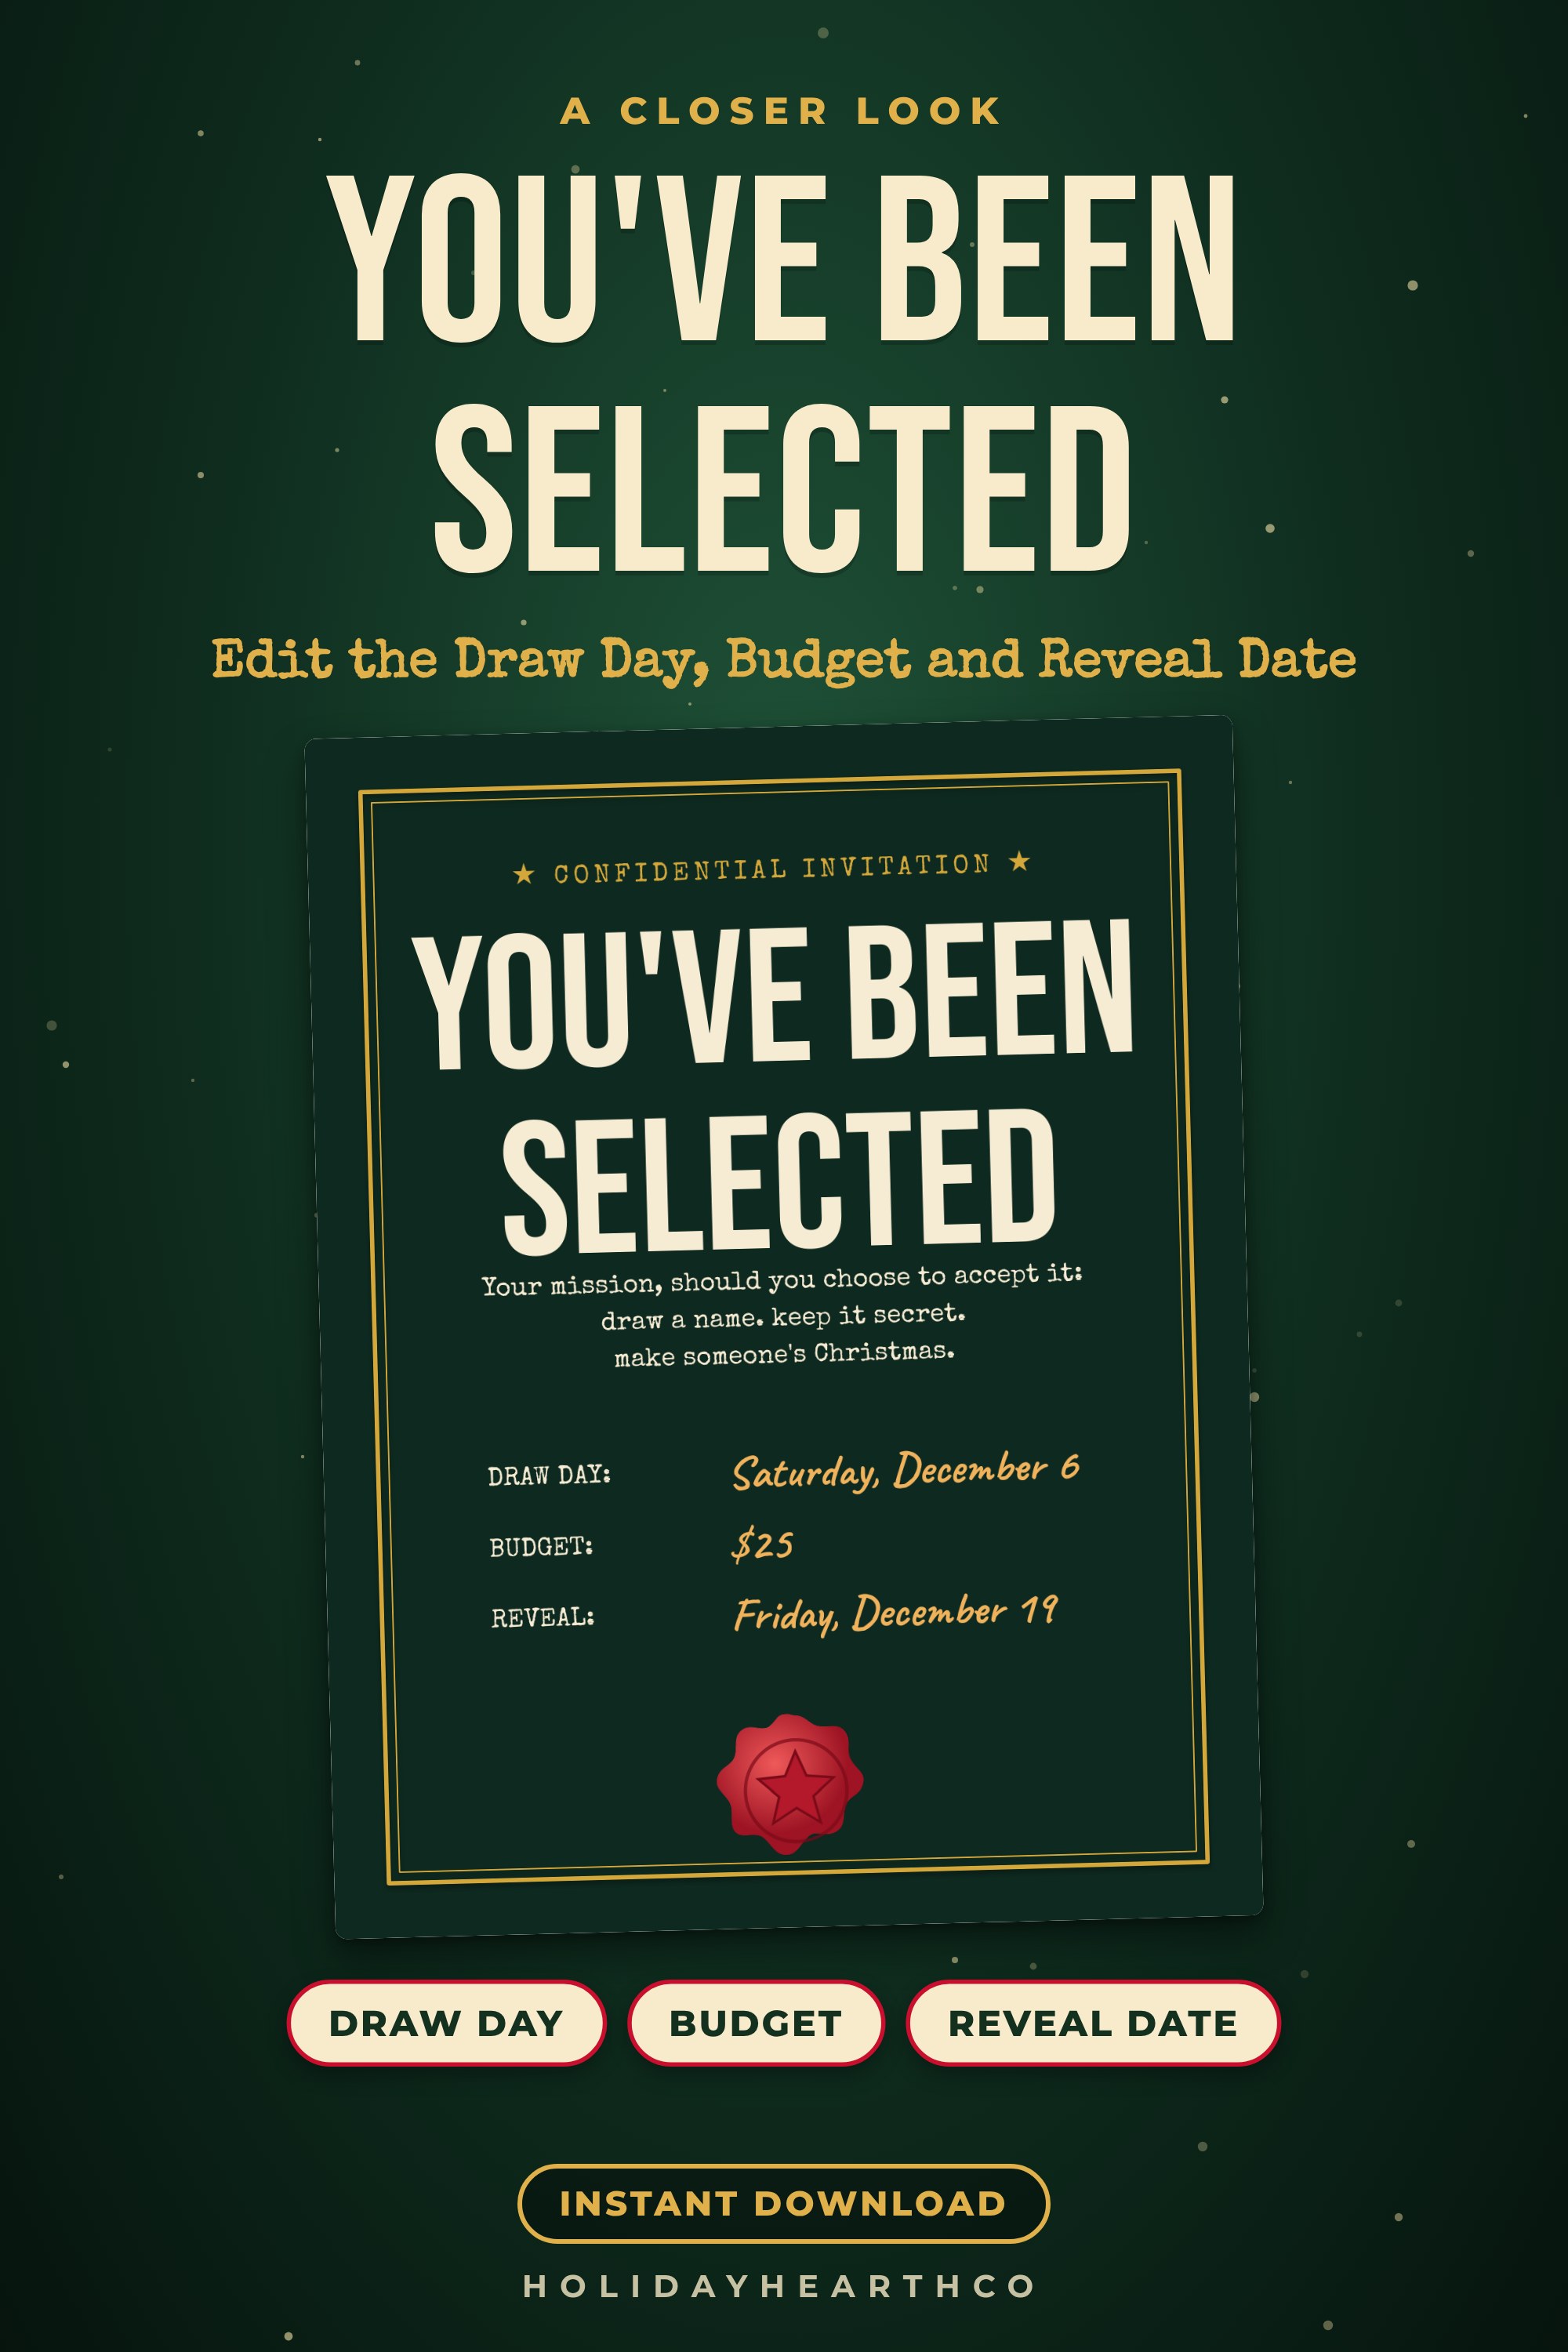 A CLOSER LOOK
YOU'VE BEEN
SELECTED
Edit the Draw Day, Budget and Reveal Date
★ CONFIDENTIAL INVITATION ★
YOU'VE BEEN
SELECTED
Your mission, should you choose to accept it:
draw a name. keep it secret.
make someone's Christmas.
DRAW DAY: Saturday, December 6
BUDGET: $25
REVEAL: Friday, December 19
DRAW DAY BUDGET REVEAL DATE
INSTANT DOWNLOAD
HOLIDAYHEARTHCO